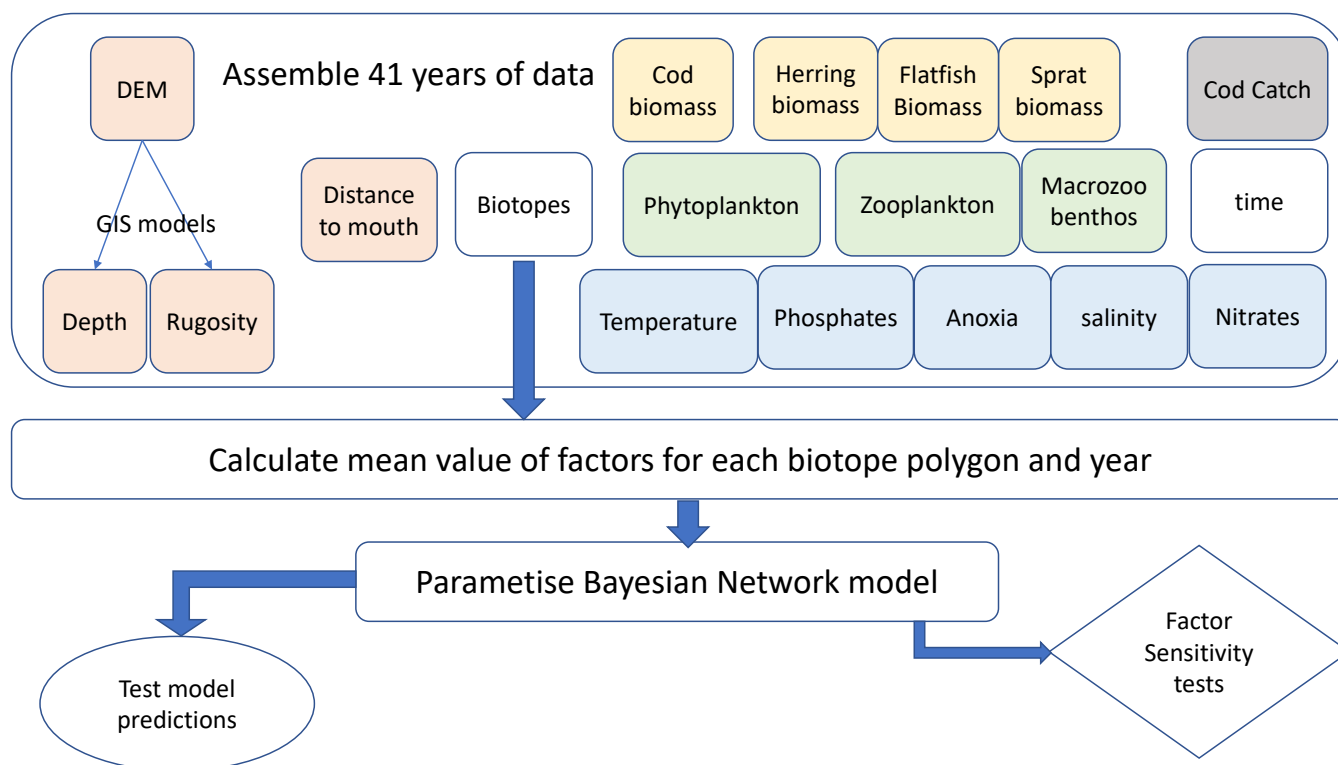 DEM
Assemble 41 years of data
Cod
biomass
Herring
biomass
Flatfish
Biomass
Sprat
biomass
Cod Catch
GIS models
Distance
to mouth
Biotopes
Phytoplankton
Zooplankton
Macrozoo
benthos
time
Depth
Rugosity
Temperature
Phosphates
Anoxia
salinity
Nitrates
Calculate mean value of factors for each biotope polygon and year
Parametise Bayesian Network model
Test model
predictions
Factor
Sensitivity
tests